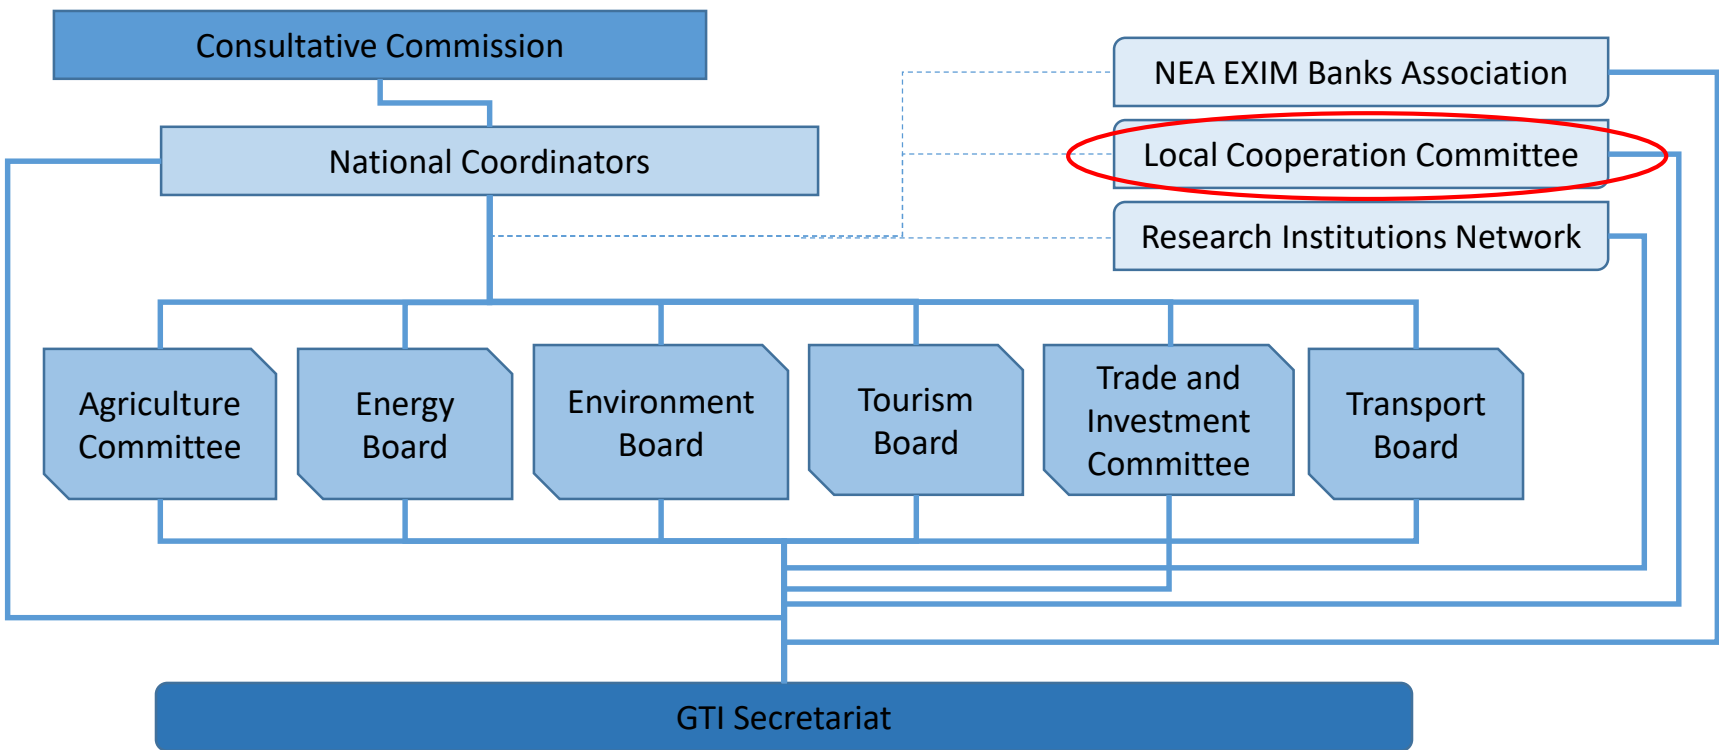 Consultative Commission
NEA EXIM Banks Association
National Coordinators
Local Cooperation Committee
Research Institutions Network
Agriculture
Committee
Energy
Board
Environment
Board
Tourism
Board
Trade and
Investment
Committee
Transport
Board
GTI Secretariat